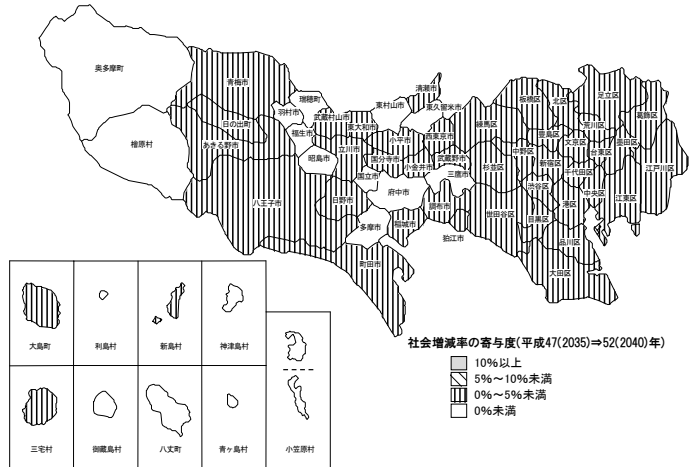 奥多摩町
青梅市
瑞穂町
清瀬市
東村山市
東久留米市
羽村市
日の出町
武蔵村山市
東大和市
福生市
小平市
西東京市
練馬区
板橋区
北区
足立区
葛飾区
荒川区
豊島区
文京区
台東区
墨田区
檜原村
あきる野市
昭島市
立川市
国分寺市
小金井市
武蔵野市
中野区
杉並区
新宿区
千代田区
江戸川区
国立市
三鷹市
渋谷区
中央区
江東区
八王子市
日野市
府中市
調布市
世田谷区
目黒区
港区
多摩市
稲城市
狛江市
品川区
町田市
大田区
大島町
利島村
新島村
神津島村
三宅村
御蔵島村
八丈町
青ヶ島村
小笠原村
社会増減率の寄与度(平成47(2035)⇒52(2040)年)
10%以上
5%～10%未満
0%～5%未満
0%未満